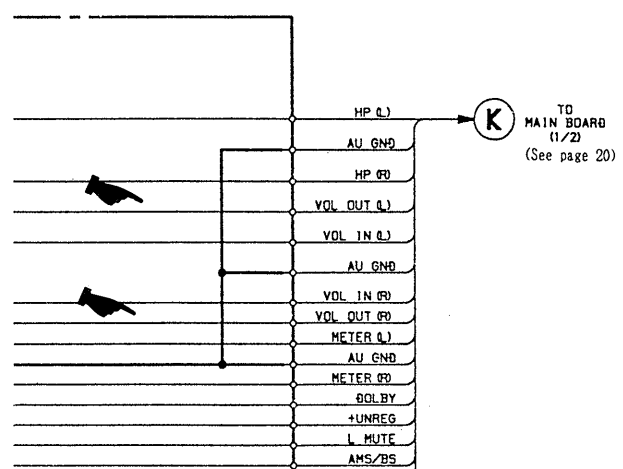 HP (L)
K
TO
MAIN BOARD
(1/2)
(See page 20)
AU GND
HP (R)
VOL OUT (L)
VOL IN (L)
AU GND
VOL IN (R)
VOL OUT (R)
METER (L)
AU GND
METER (R)
DOLBY
+UNREG
L MUTE
AMS/BS